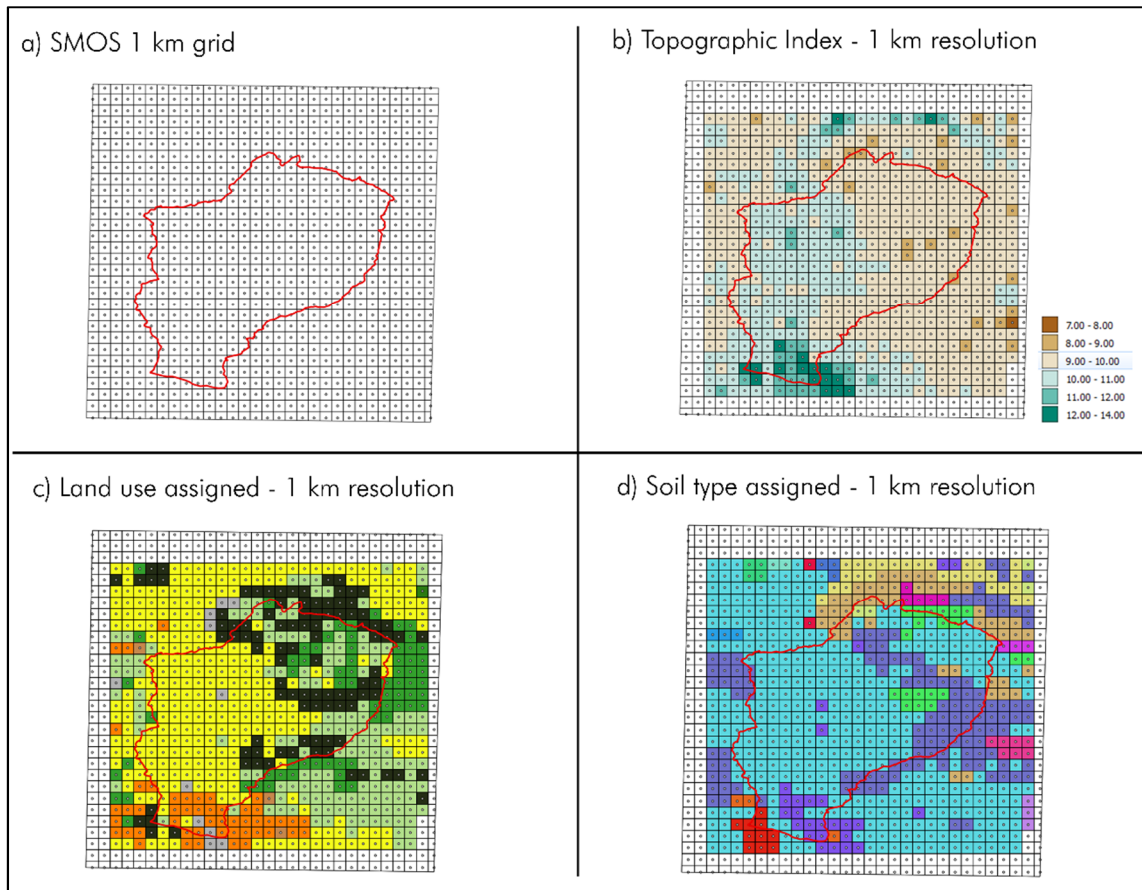 a) SMOS 1 km grid
b) Topographic Index - 1 km resolution
7.00 - 8.00
8.00 - 9.00
9.00 - 10.00
10.00 - 11.00
11.00 - 12.00
12.00 - 14.00
c) Land use assigned - 1 km resolution
d) Soil type assigned - 1 km resolution